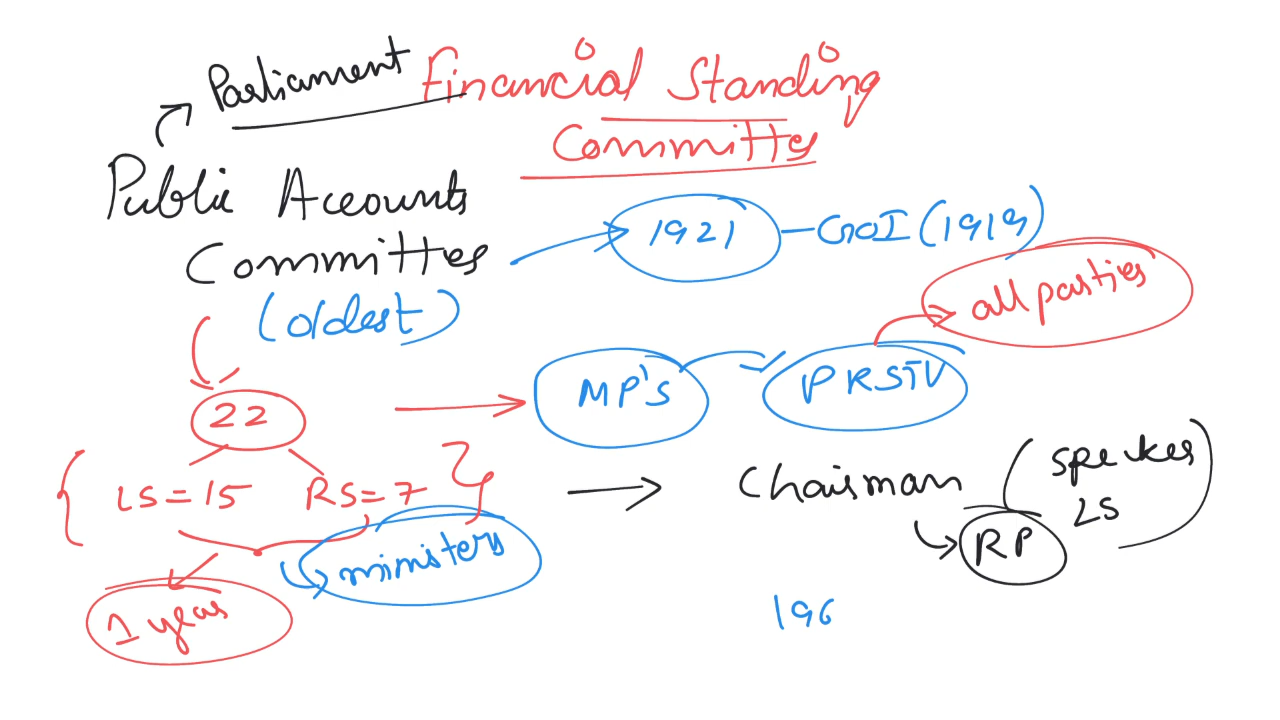 Parliament Financial Standing
Committee
Public Accounts
Committee
1921 - GOI (1919)
(oldest)
all parties
22
MP's
PRSTV
LS = 15 RS = 7
Chairman
(speaker
LS)
RP
ministers
1 year
196